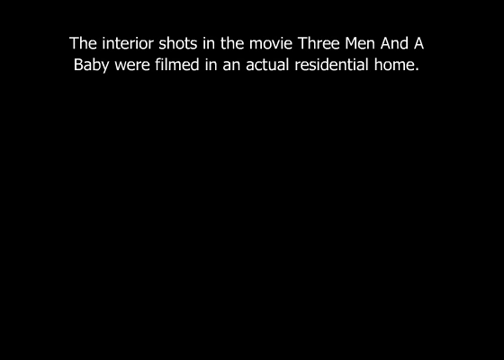 The interior shots in the movie Three Men And A
Baby were filmed in an actual residential home.